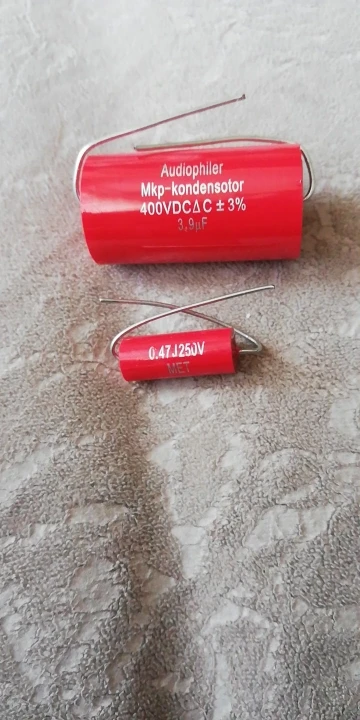 Audiophiler
Mkp-kondensotor
400VDCΔC ± 3%
3,9µF
0.47J250V
MET